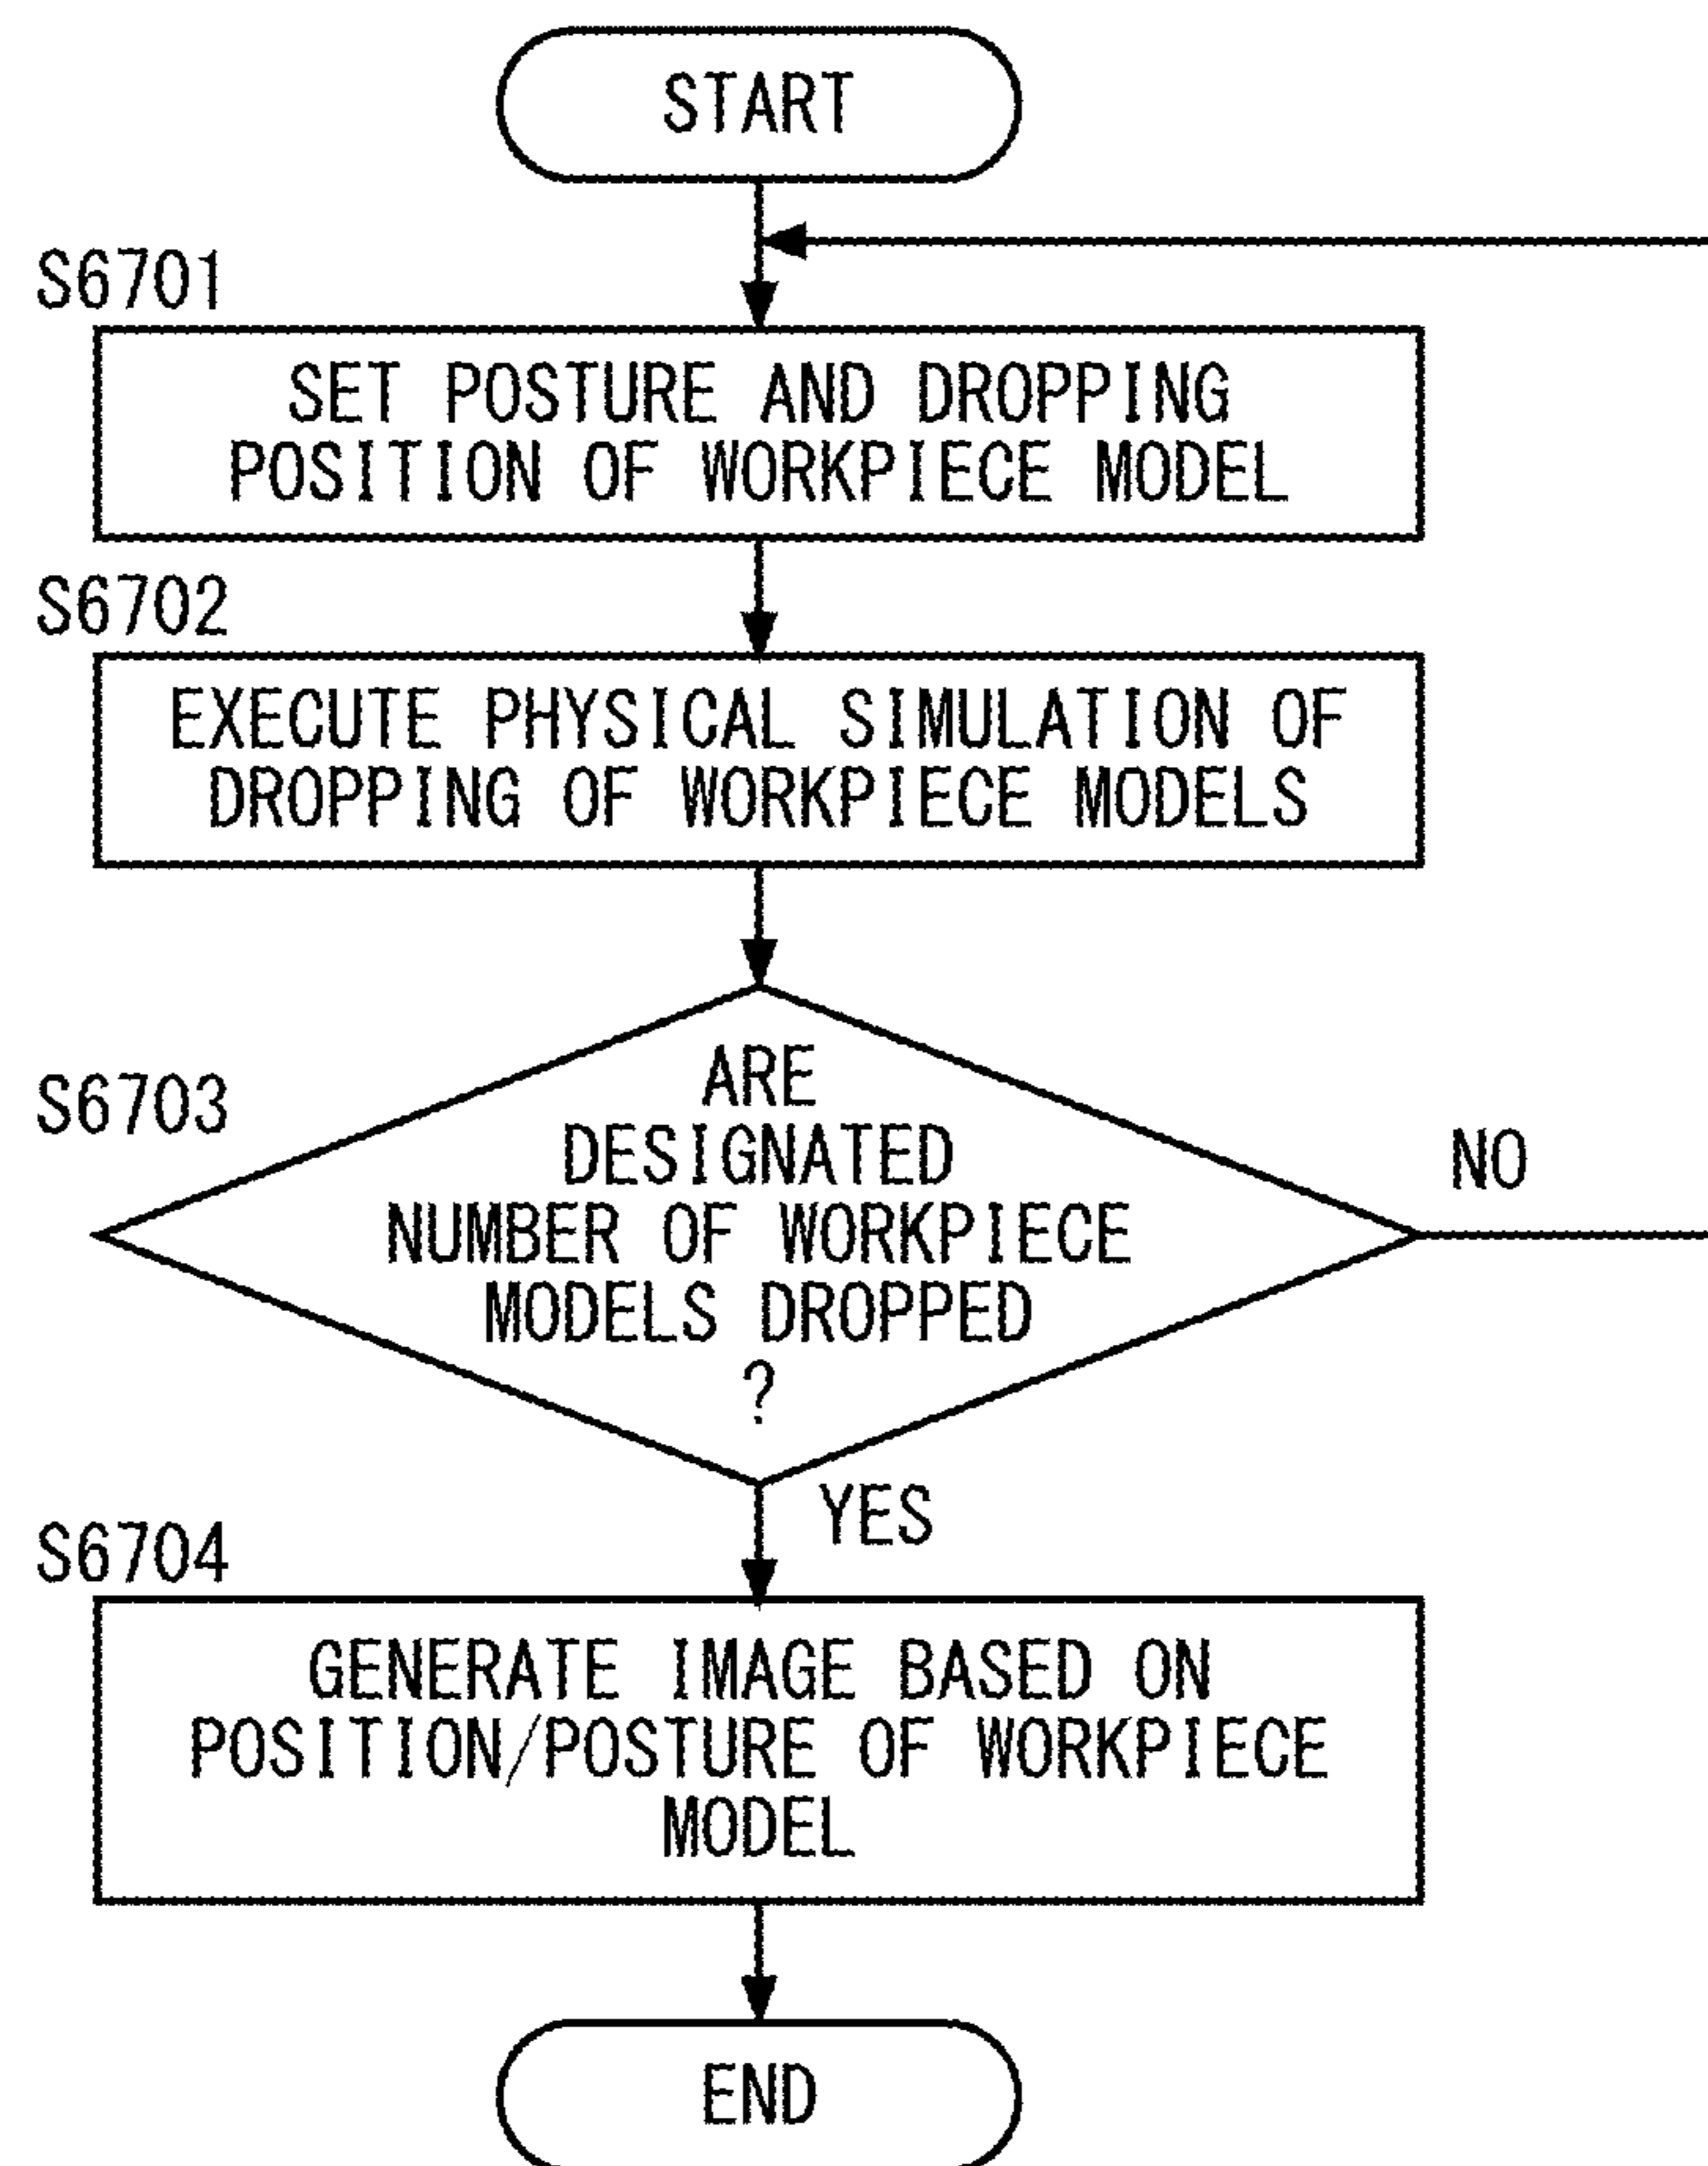 START
S6701
SET POSTURE AND DROPPING
POSITION OF WORKPIECE MODEL
S6702
EXECUTE PHYSICAL SIMULATION OF
DROPPING OF WORKPIECE MODELS
S6703
ARE
DESIGNATED
NUMBER OF WORKPIECE
MODELS DROPPED
?
NO
YES
S6704
GENERATE IMAGE BASED ON
POSITION/POSTURE OF WORKPIECE
MODEL
END